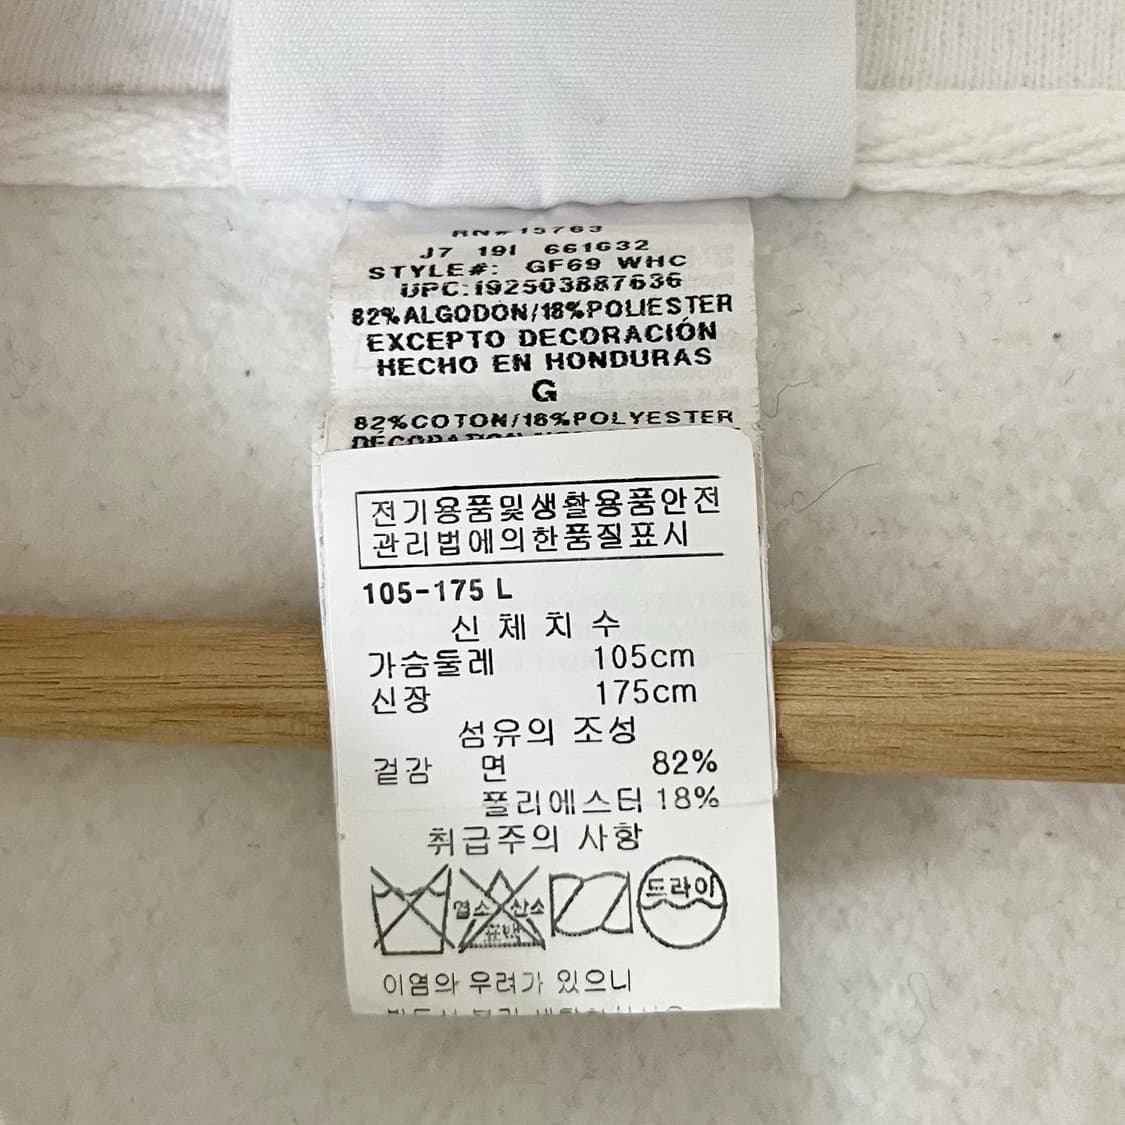 RN#15763
J7 191 661632
STYLE#: GF69 WHC
UPC:192503887636
82%ALGODÓN/18%POLIESTER
EXCEPTO DECORACIÓN
HECHO EN HONDURAS
G
82%COTON/18%POLYESTER
전기용품및생활용품안전
관리법에의한품질표시
105-175 L
신체치수
가슴둘레 105cm
신장 175cm
섬유의 조성
겉감 면 82%
폴리에스터 18%
취급주의 사항
염소 산소 드라이
표백
이염의 우려가 있으니